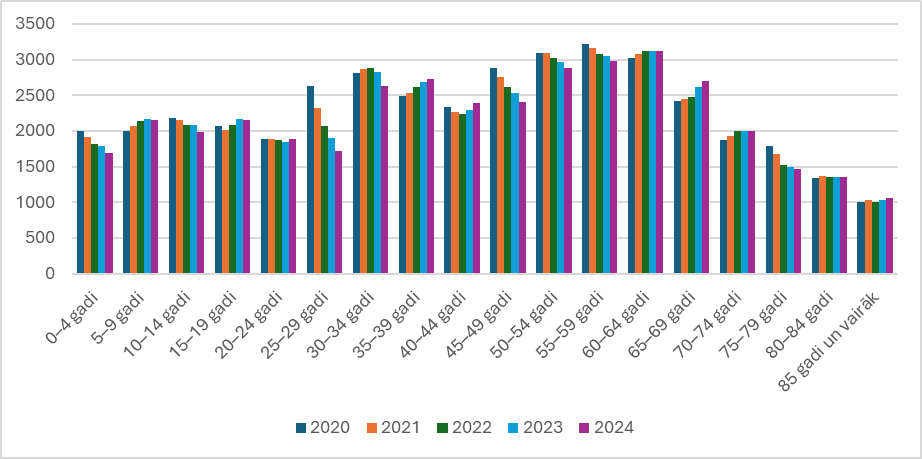 3500
3000
2500
2000
1500
1000
500
0
0–4 gadi
5–9 gadi
10–14 gadi
15–19 gadi
20–24 gadi
25–29 gadi
30–34 gadi
35–39 gadi
40–44 gadi
45–49 gadi
50–54 gadi
55–59 gadi
60–64 gadi
65–69 gadi
70–74 gadi
75–79 gadi
80–84 gadi
85 gadi un vairāk
2020 2021 2022 2023 2024